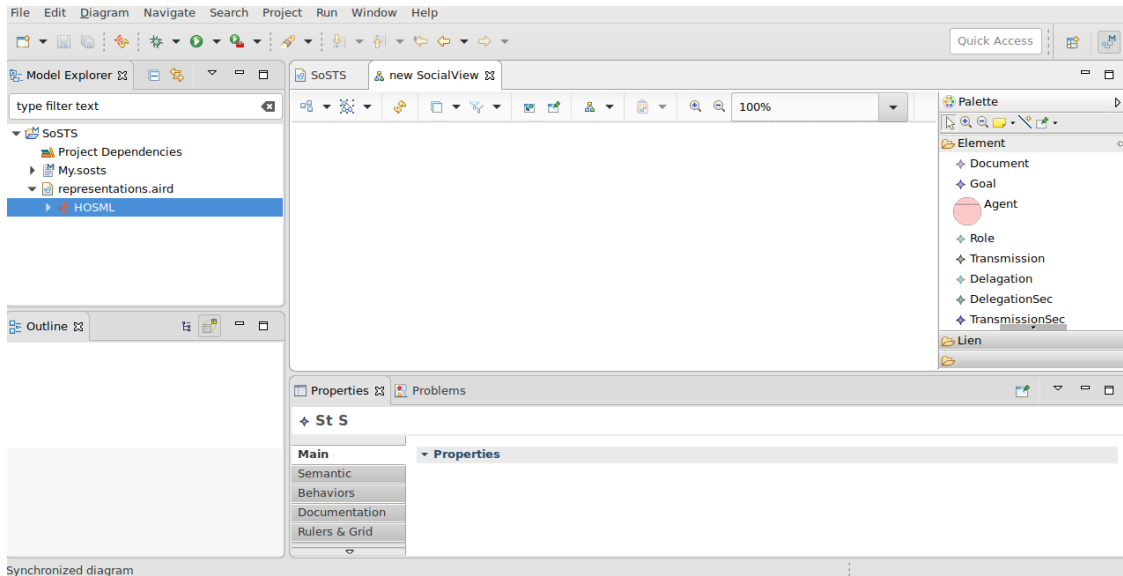 File Edit Diagram Navigate Search Project Run Window Help
Quick Access
Model Explorer
SoSTS
new SocialView
type filter text
100%
Palette
SoSTS
Project Dependencies
My.sosts
representations.aird
HOSML
Element
Document
Goal
Agent
Role
Transmission
Delagation
DelegationSec
TransmissionSec
Lien
Outline
Properties
Problems
St S
Main
Properties
Semantic
Behaviors
Documentation
Rulers & Grid
Synchronized diagram